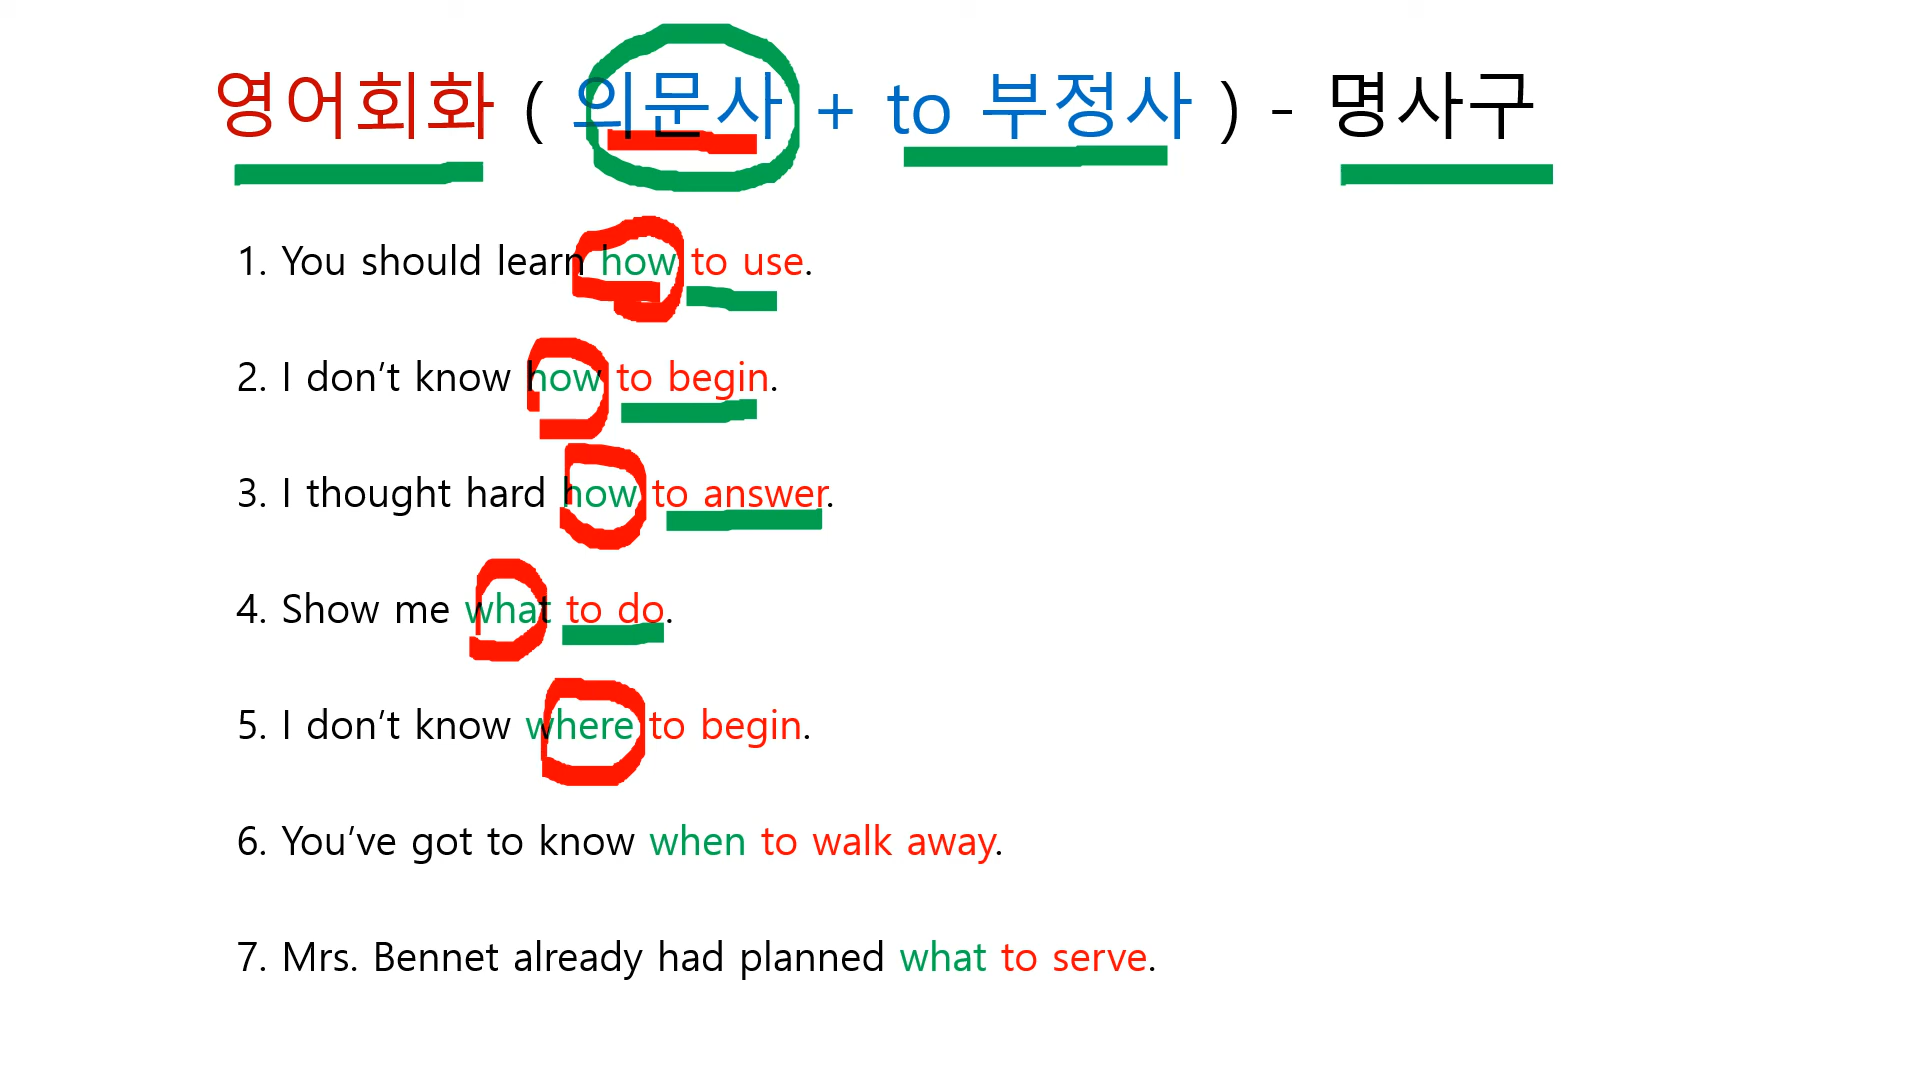 영어회화 ( 의문사 + to 부정사 ) - 명사구
1. You should learn how to use.
2. I don’t know how to begin.
3. I thought hard how to answer.
4. Show me what to do.
5. I don’t know where to begin.
6. You’ve got to know when to walk away.
7. Mrs. Bennet already had planned what to serve.